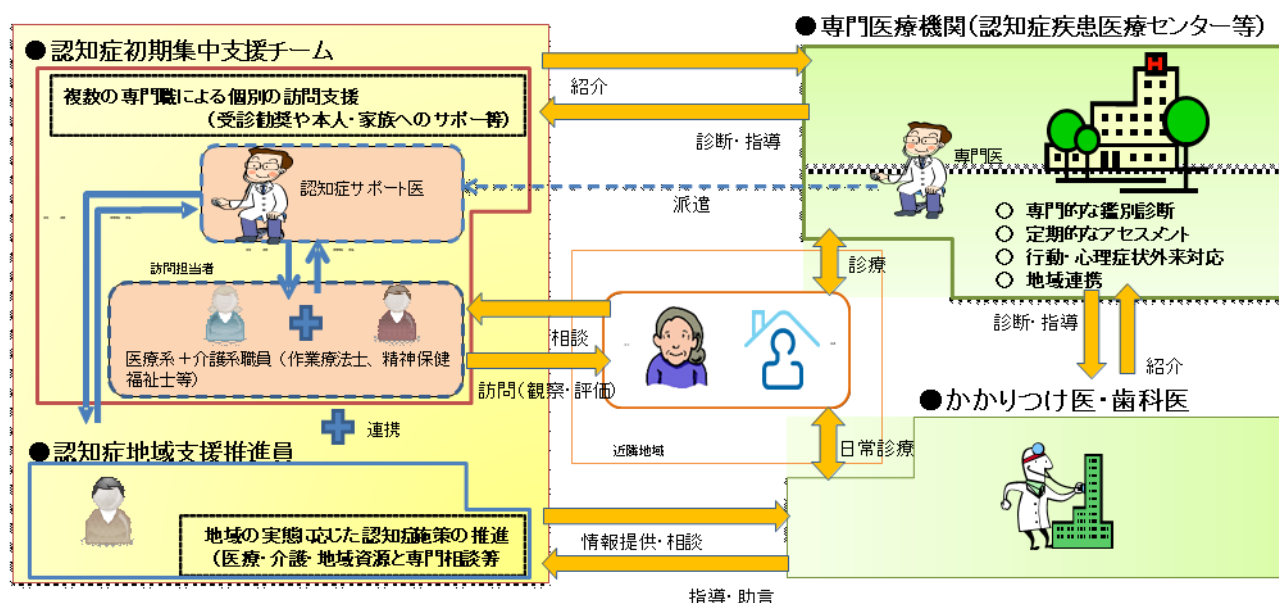 ●専門医療機関(認知症疾患医療センター等)
●認知症初期集中支援チーム
複数の専門職による個別の訪問支援
(受診勧奨や本人・家族へのサポー等)
紹介
診断・指導
専門医
認知症サポート医
派遣
○ 専門的な鑑別診断
○ 定期的なアセスメント
○ 行動・心理症状外来対応
○ 地域連携
訪問担当者
診療
診断・指導
相談
医療系+介護系職員(作業療法士、精神保健
福祉士等)
訪問(観察・評価)
紹介
●かかりつけ医・歯科医
連携
●認知症地域支援推進員
近隣地域
日常診療
地域の実態応じた認知症施策の推進
(医療・介護・地域資源と専門相談等
情報提供・相談
指導・助言
H